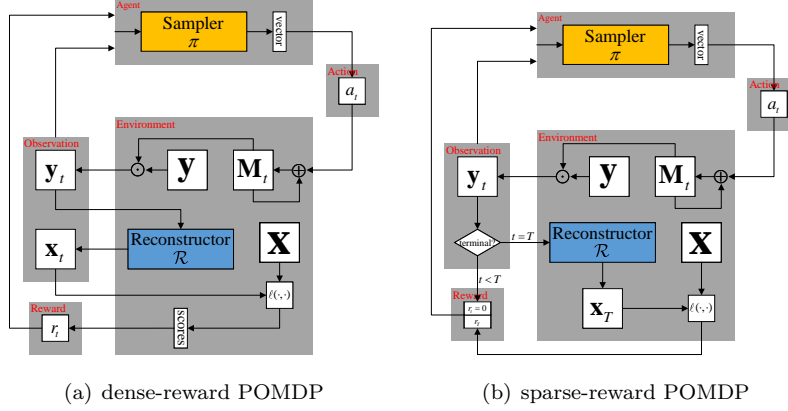 Agent
Sampler
π
vector
Action
a_t
Environment
Observation
y_t
⊙
y
M_t
⊕
x_t
Reconstructor
R
x
ℓ(·,·)
scores
Reward
r_t
(a) dense-reward POMDP
Agent
Sampler
π
vector
Action
a_t
Environment
Observation
y_t
⊙
y
M_t
⊕
terminal?
t = T
t < T
Reconstructor
R
x
x_T
ℓ(·,·)
Reward
r_t = 0
r_t
(b) sparse-reward POMDP